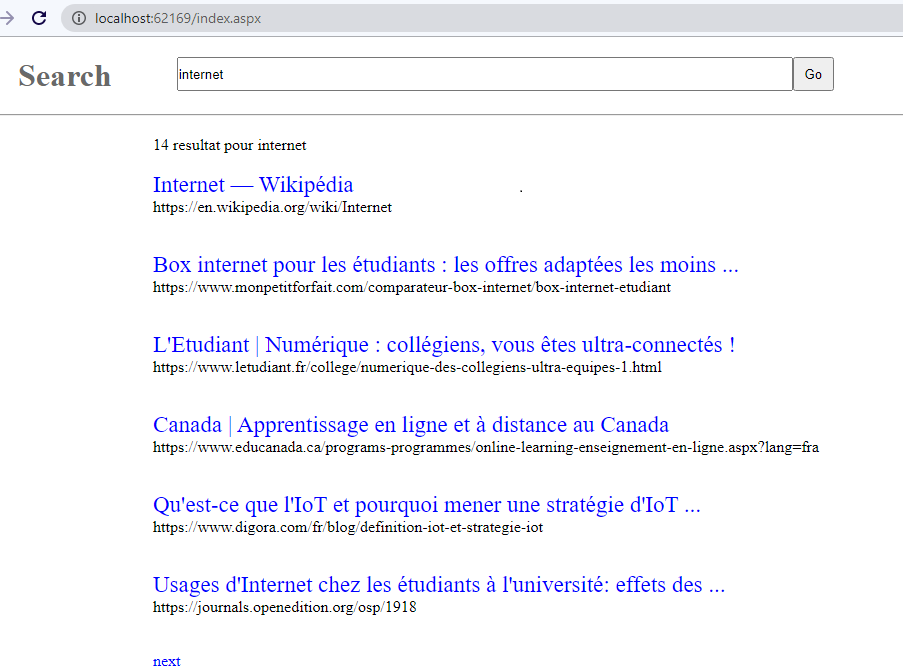 localhost:62169/index.aspx
Search
internet
Go
14 resultat pour internet
Internet — Wikipédia
.
https://en.wikipedia.org/wiki/Internet
Box internet pour les étudiants : les offres adaptées les moins ...
https://www.monpetitforfait.com/comparateur-box-internet/box-internet-etudiant
L'Etudiant | Numérique : collégiens, vous êtes ultra-connectés !
https://www.letudiant.fr/college/numerique-des-collegiens-ultra-equipes-1.html
Canada | Apprentissage en ligne et à distance au Canada
https://www.educanada.ca/programs-programmes/online-learning-enseignement-en-ligne.aspx?lang=fra
Qu'est-ce que l'IoT et pourquoi mener une stratégie d'IoT ...
https://www.digora.com/fr/blog/definition-iot-et-strategie-iot
Usages d'Internet chez les étudiants à l'université: effets des ...
https://journals.openedition.org/osp/1918
next